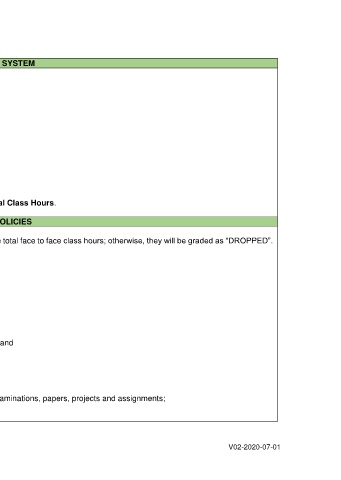 SYSTEM
al Class Hours.
OLICIES
total face to face class hours; otherwise, they will be graded as "DROPPED".
and
aminations, papers, projects and assignments;
V02-2020-07-01